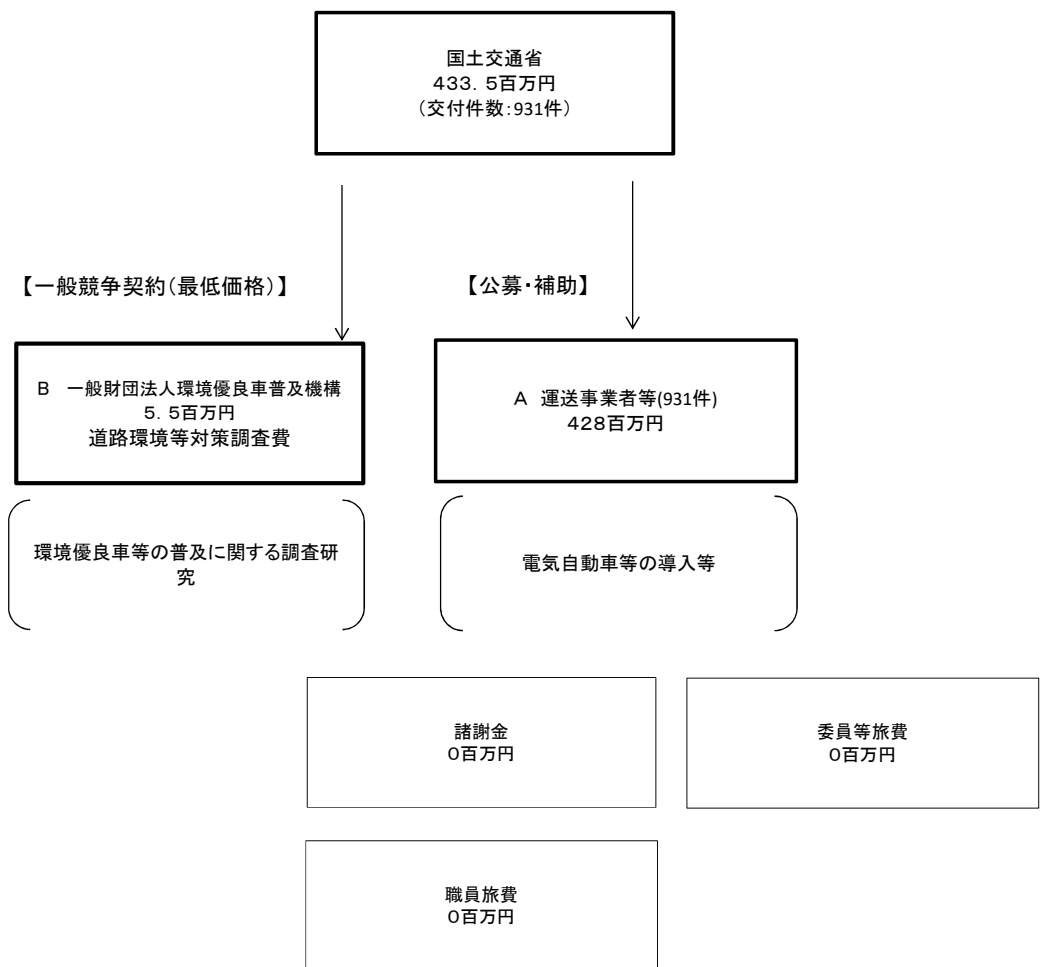 国土交通省
433.5百万円
（交付件数：931件）
【一般競争契約（最低価格）】
【公募・補助】
B　一般財団法人環境優良車普及機構
5.5百万円
道路環境等対策調査費
A 運送事業者等(931件)
428百万円
環境優良車等の普及に関する調査研
究
電気自動車等の導入等
諸謝金
0百万円
委員等旅費
0百万円
職員旅費
0百万円